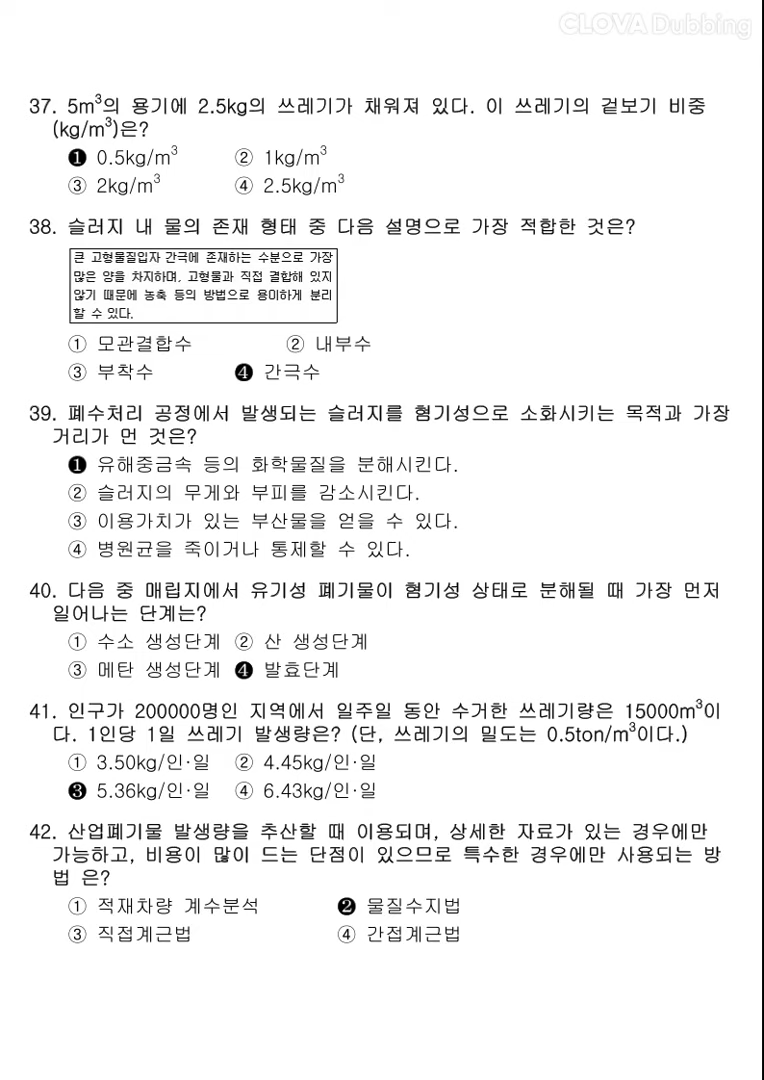 CLOVA Dubbing
37. 5m³의 용기에 2.5kg의 쓰레기가 채워져 있다. 이 쓰레기의 겉보기 비중
(kg/m³)은?
❶ 0.5kg/m³ ② 1kg/m³
③ 2kg/m³ ④ 2.5kg/m³
38. 슬러지 내 물의 존재 형태 중 다음 설명으로 가장 적합한 것은?
큰 고형물질입자 간극에 존재하는 수분으로 가장
많은 양을 차지하며, 고형물과 직접 결합해 있지
않기 때문에 농축 등의 방법으로 용이하게 분리
할 수 있다.
① 모관결합수 ② 내부수
③ 부착수 ❹ 간극수
39. 폐수처리 공정에서 발생되는 슬러지를 혐기성으로 소화시키는 목적과 가장
거리가 먼 것은?
❶ 유해중금속 등의 화학물질을 분해시킨다.
② 슬러지의 무게와 부피를 감소시킨다.
③ 이용가치가 있는 부산물을 얻을 수 있다.
④ 병원균을 죽이거나 통제할 수 있다.
40. 다음 중 매립지에서 유기성 폐기물이 혐기성 상태로 분해될 때 가장 먼저
일어나는 단계는?
① 수소 생성단계 ② 산 생성단계
③ 메탄 생성단계 ❹ 발효단계
41. 인구가 200000명인 지역에서 일주일 동안 수거한 쓰레기량은 15000m³이
다. 1인당 1일 쓰레기 발생량은? (단, 쓰레기의 밀도는 0.5ton/m³이다.)
① 3.50kg/인·일 ② 4.45kg/인·일
❸ 5.36kg/인·일 ④ 6.43kg/인·일
42. 산업폐기물 발생량을 추산할 때 이용되며, 상세한 자료가 있는 경우에만
가능하고, 비용이 많이 드는 단점이 있으므로 특수한 경우에만 사용되는 방
법 은?
① 적재차량 계수분석 ❷ 물질수지법
③ 직접계근법 ④ 간접계근법